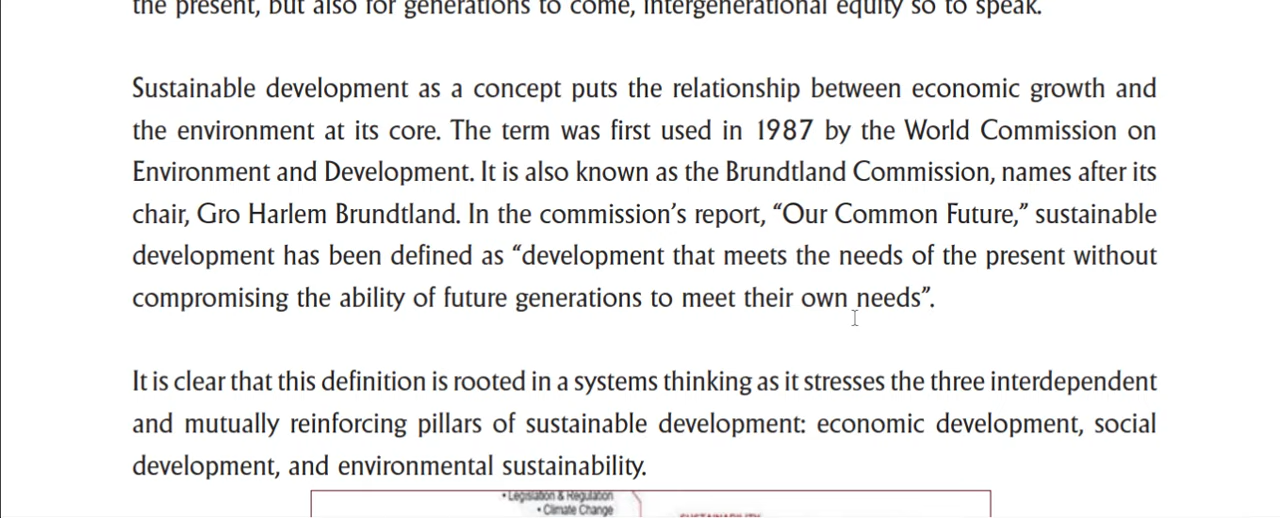 the present, but also for generations to come, intergenerational equity so to speak.
Sustainable development as a concept puts the relationship between economic growth and
the environment at its core. The term was first used in 1987 by the World Commission on
Environment and Development. It is also known as the Brundtland Commission, names after its
chair, Gro Harlem Brundtland. In the commission's report, “Our Common Future,” sustainable
development has been defined as “development that meets the needs of the present without
compromising the ability of future generations to meet their own needs”.
It is clear that this definition is rooted in a systems thinking as it stresses the three interdependent
and mutually reinforcing pillars of sustainable development: economic development, social
development, and environmental sustainability.
• Legislation & Regulation
• Climate Change